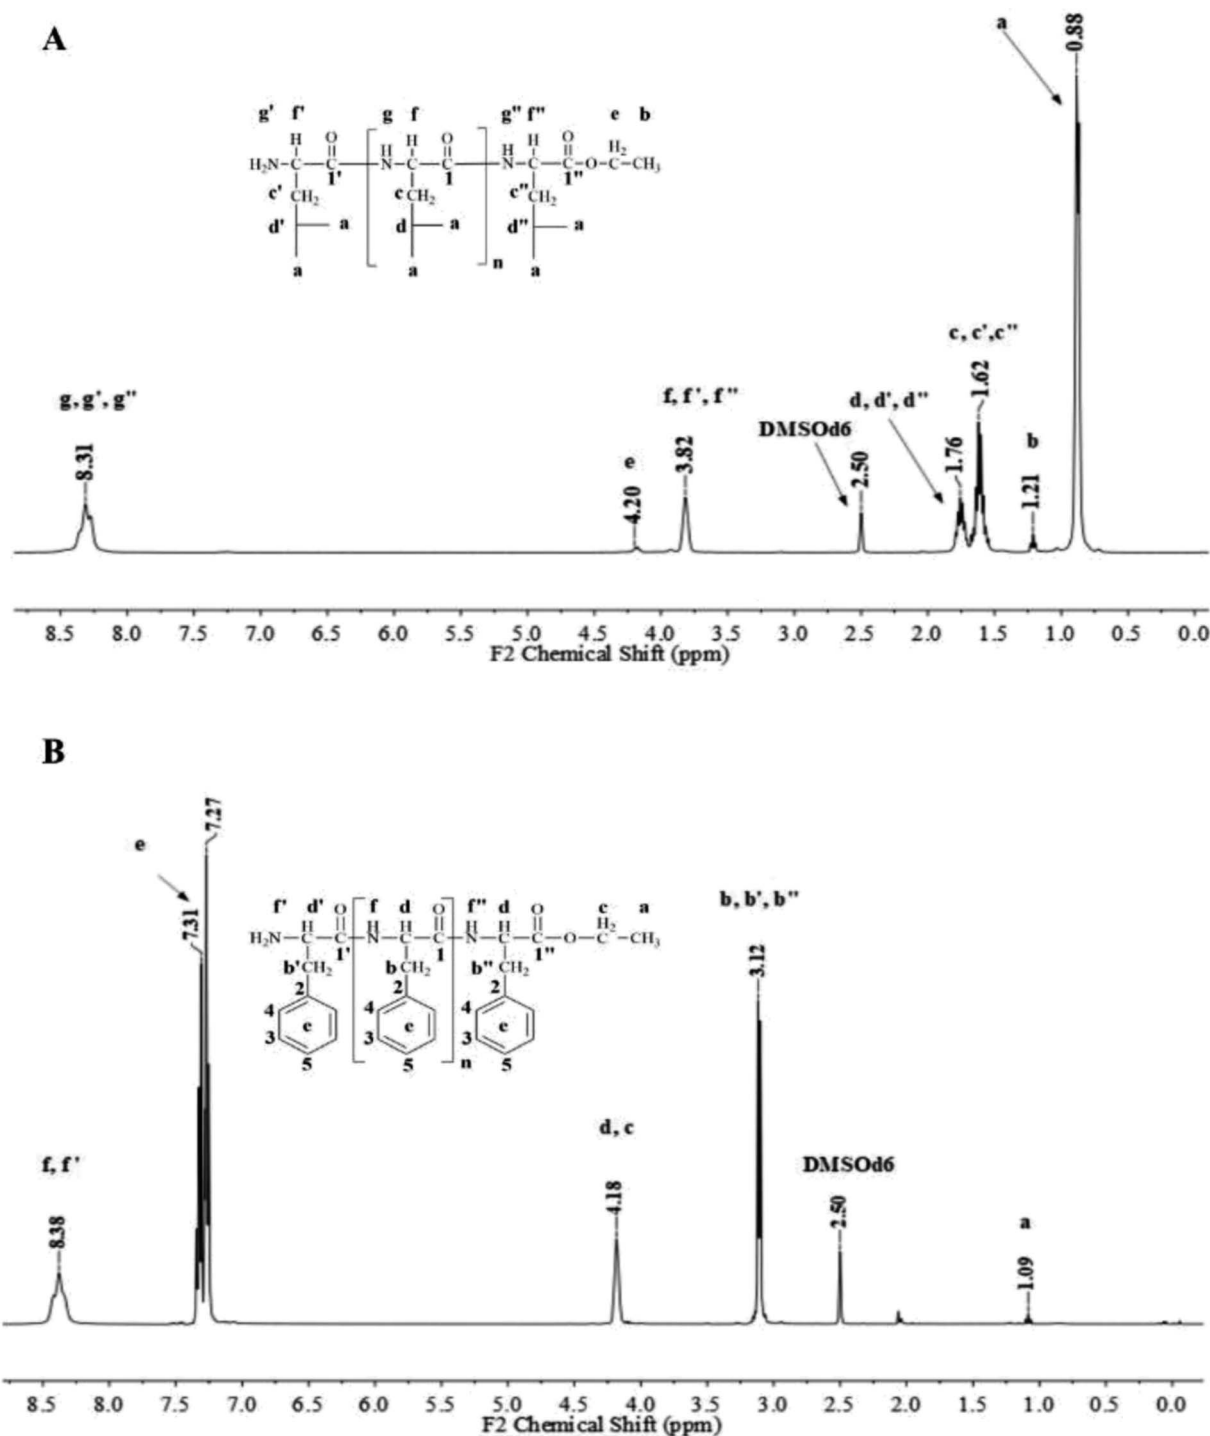 A
a
0.88
g' f' g f g" f" e b
H O H H O H H O H₂
H₂N C C N C C N C C O C CH₃
1' 1 1"
c' CH₂ c CH₂ c" CH₂
d' a d a d" a
a a a
n
c, c',c"
1.62
g, g', g"
8.31
f, f', f"
3.82
d, d', d"
DMSOd6
2.50
1.76
e
4.20
b
1.21
8.5 8.0 7.5 7.0 6.5 6.0 5.5 5.0 4.5 4.0 3.5 3.0 2.5 2.0 1.5 1.0 0.5 0.0
F2 Chemical Shift (ppm)
B
7.27
e
7.31
f' d' f d f" d c a
H O H H O H H O H₂
H₂N C C N C C N C C O C CH₃
1' 1 1"
b' CH₂ b CH₂ b" CH₂
2 2 2
4 4 4
e e e
3 3 3
5 5 5
n
b, b', b"
3.12
d, c
4.18
f, f'
8.38
DMSOd6
2.50
a
1.09
8.5 8.0 7.5 7.0 6.5 6.0 5.5 5.0 4.5 4.0 3.5 3.0 2.5 2.0 1.5 1.0 0.5 0.0
F2 Chemical Shift (ppm)